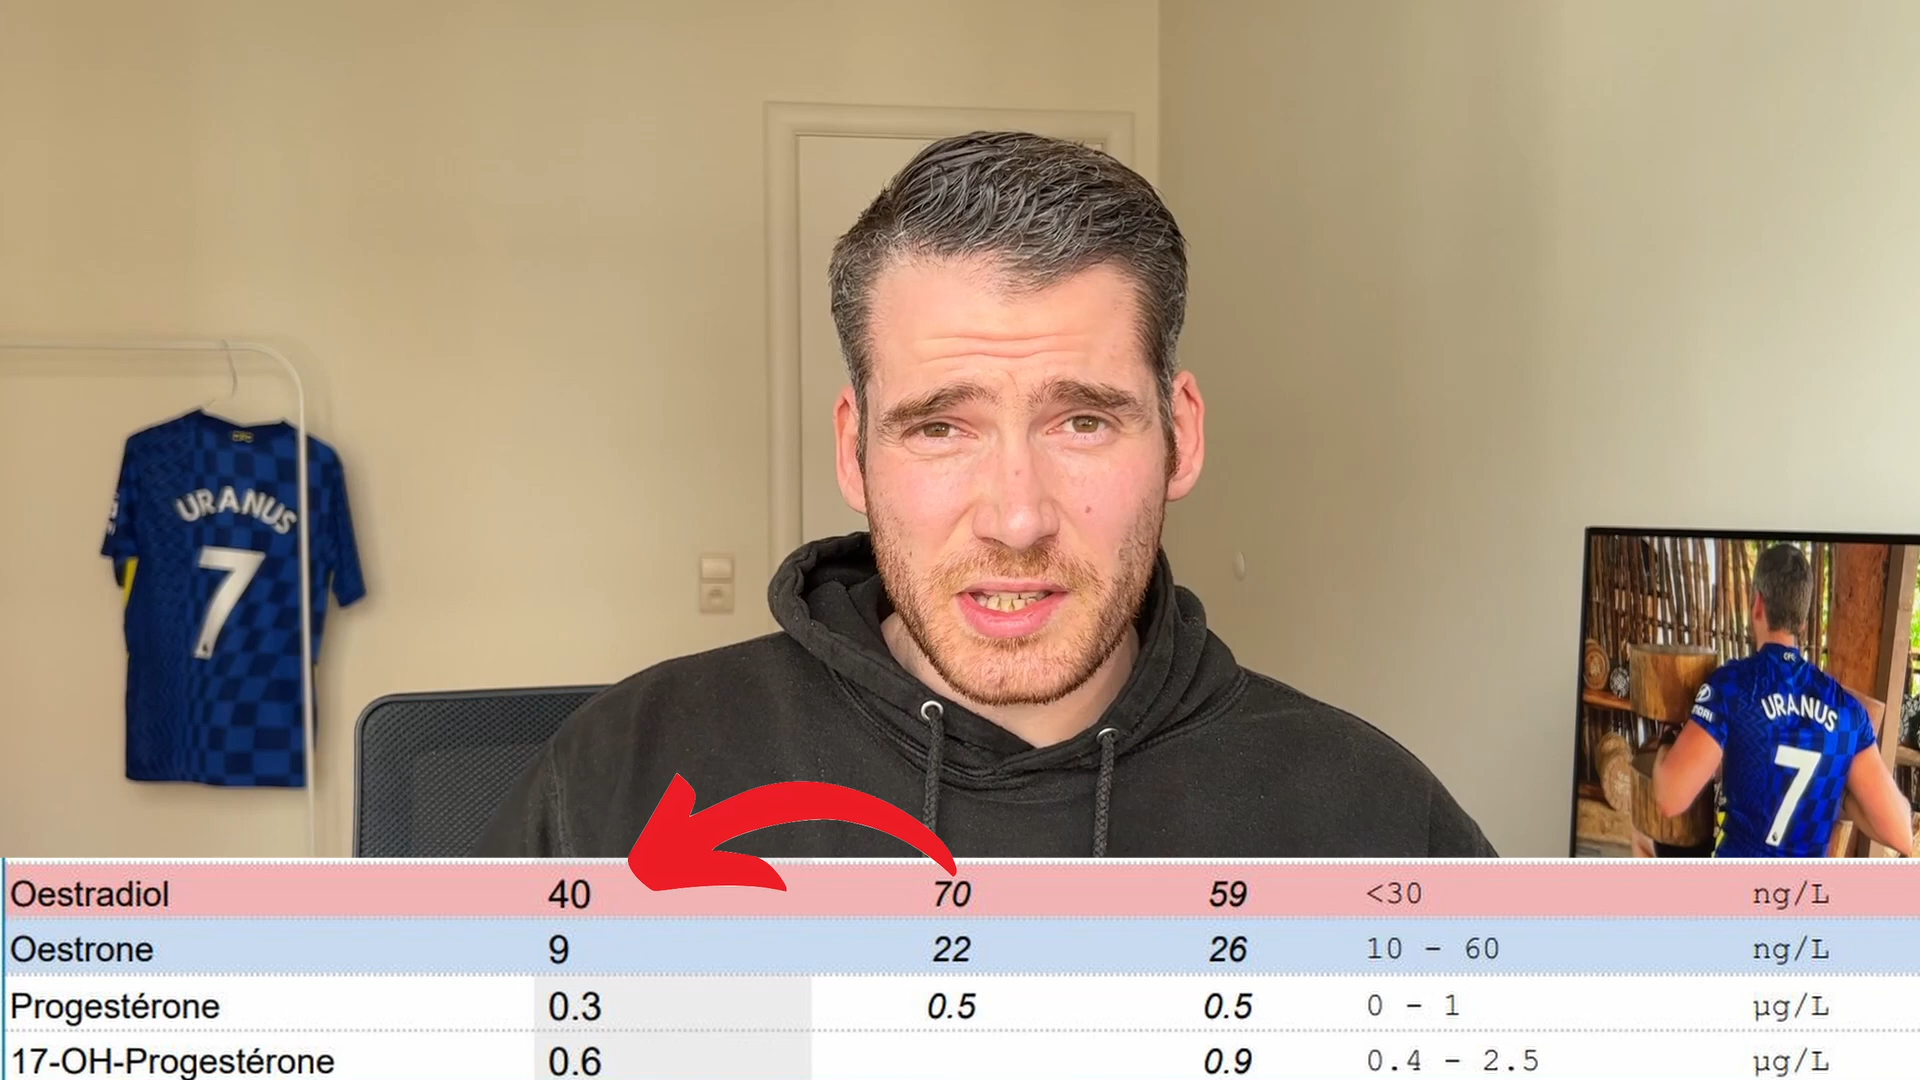 URANUS
7
URANUS
7
Oestradiol 40 70 59 <30 ng/L
Oestrone 9 22 26 10 - 60 ng/L
Progestérone 0.3 0.5 0.5 0 - 1 µg/L
17-OH-Progestérone 0.6 0.9 0.4 - 2.5 µg/L